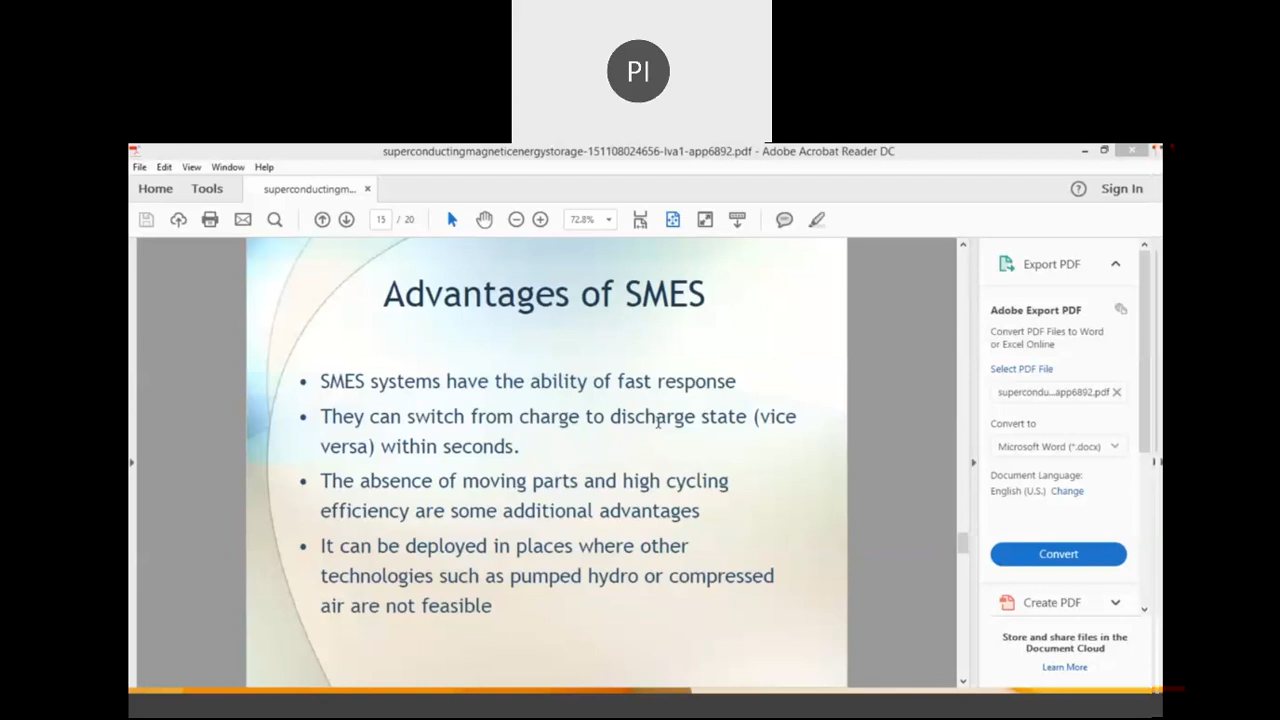 PI
superconductingmagneticenergystorage-151108024656-lva1-app6892.pdf - Adobe Acrobat Reader DC
File Edit View Window Help
Home Tools superconductingm... × Sign In
15 / 20 72.8%
Advantages of SMES
• SMES systems have the ability of fast response
• They can switch from charge to discharge state (vice
versa) within seconds.
• The absence of moving parts and high cycling
efficiency are some additional advantages
• It can be deployed in places where other
technologies such as pumped hydro or compressed
air are not feasible
Export PDF
Adobe Export PDF
Convert PDF Files to Word
or Excel Online
Select PDF File
supercondu...app6892.pdf ×
Convert to
Microsoft Word (*.docx)
Document Language:
English (U.S.) Change
Convert
Create PDF
Store and share files in the
Document Cloud
Learn More